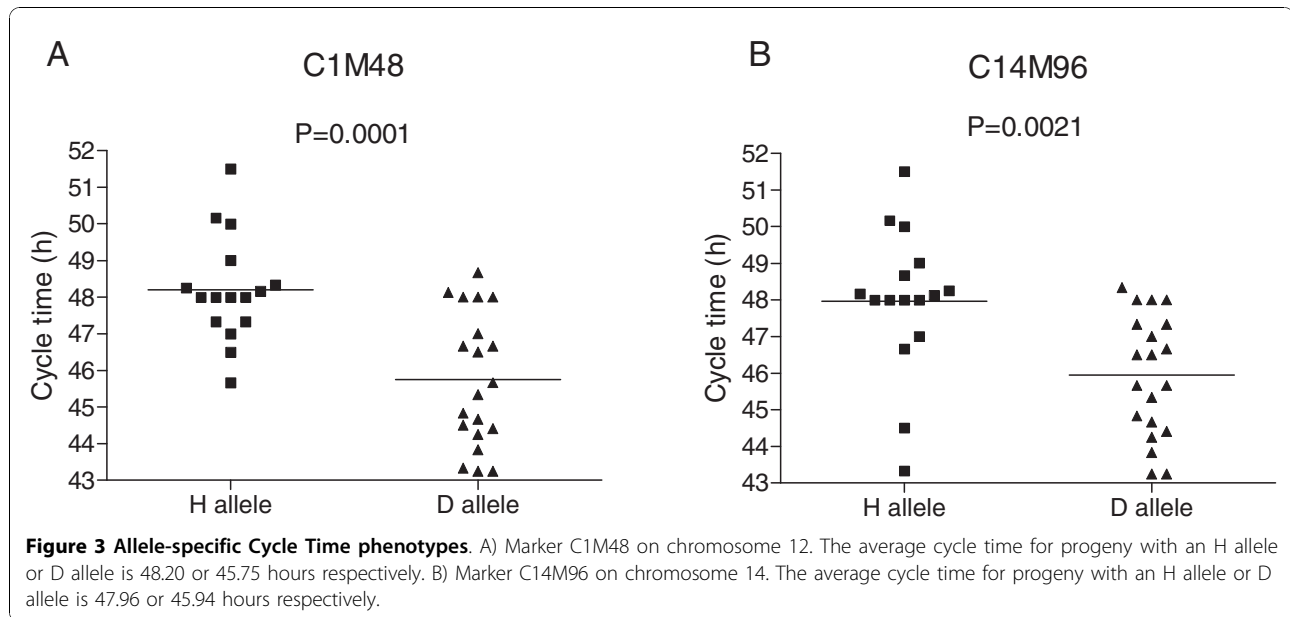 A
C1M48
P=0.0001
52
51
50
49
48
47
46
45
44
43
Cycle time (h)
H allele
D allele
B
C14M96
P=0.0021
52
51
50
49
48
47
46
45
44
43
Cycle time (h)
H allele
D allele
Figure 3 Allele-specific Cycle Time phenotypes. A) Marker C1M48 on chromosome 12. The average cycle time for progeny with an H allele
or D allele is 48.20 or 45.75 hours respectively. B) Marker C14M96 on chromosome 14. The average cycle time for progeny with an H allele or D
allele is 47.96 or 45.94 hours respectively.